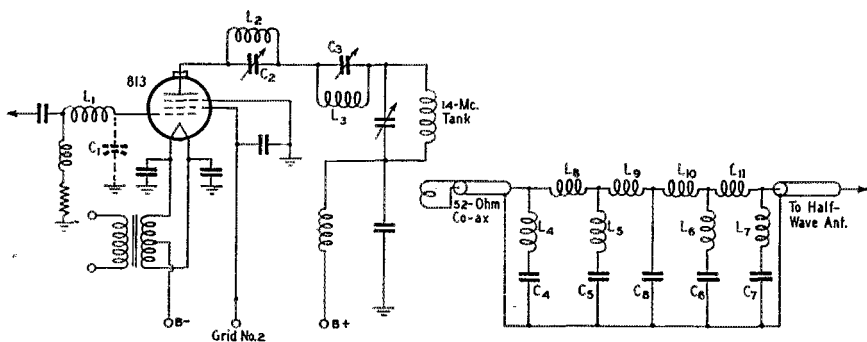 L2
C3
813
C2
L1
L3
14-Mc.
Tank
C1
L8
L9
L10
L11
52-Ohm
Co-ax
To Half-
Wave Ant.
L4
L5
L6
L7
C4
C5
C8
C6
C7
B-
Grid No.2
B+